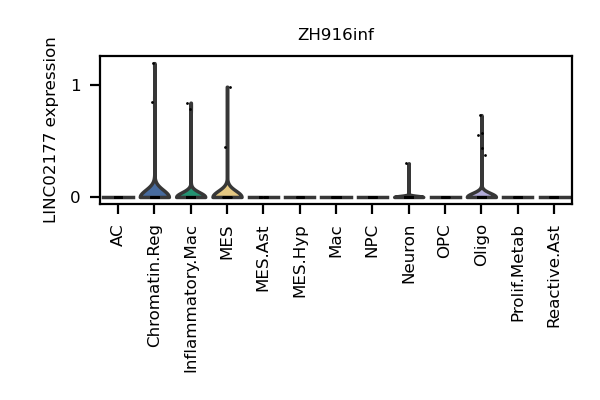 ZH916inf
LINC02177 expression
1
0
AC
Chromatin.Reg
Inflammatory.Mac
MES
MES.Ast
MES.Hyp
Mac
NPC
Neuron
OPC
Oligo
Prolif.Metab
Reactive.Ast